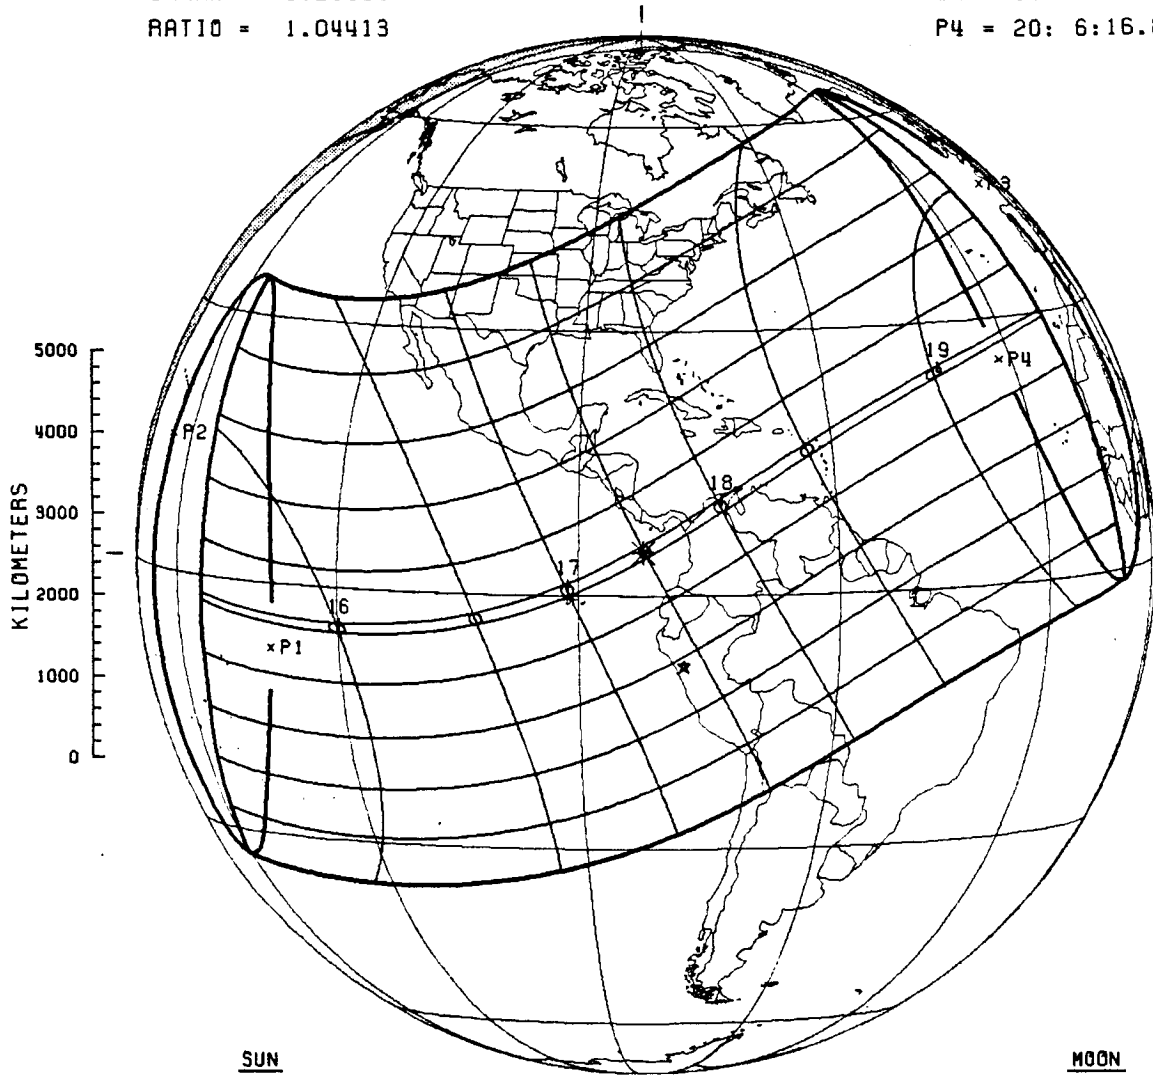 RATIO = 1.04413
P4 = 20: 6:16.
P3
5000
19
P4
4000
P2
18
3000
KILOMETERS
17
2000
16
P1
1000
0
SUN
MOON